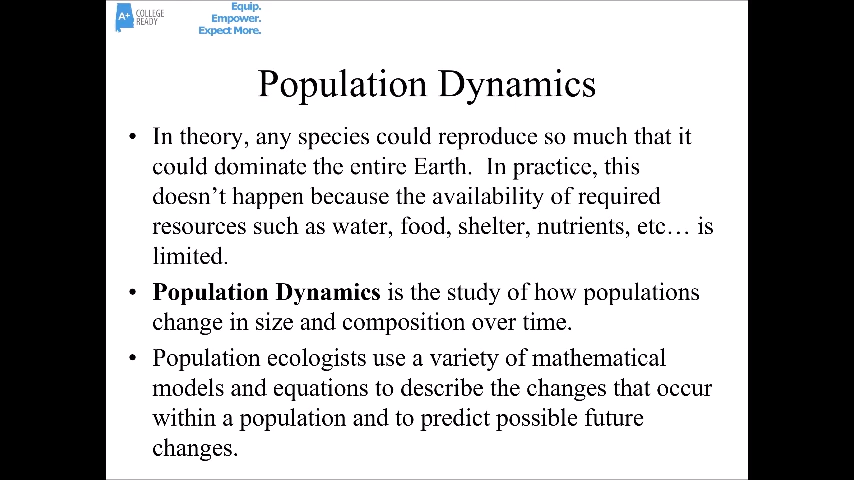 A+ COLLEGE
READY
Equip.
Empower.
Expect More.
Population Dynamics
• In theory, any species could reproduce so much that it
could dominate the entire Earth.  In practice, this
doesn’t happen because the availability of required
resources such as water, food, shelter, nutrients, etc… is
limited.
• Population Dynamics is the study of how populations
change in size and composition over time.
• Population ecologists use a variety of mathematical
models and equations to describe the changes that occur
within a population and to predict possible future
changes.